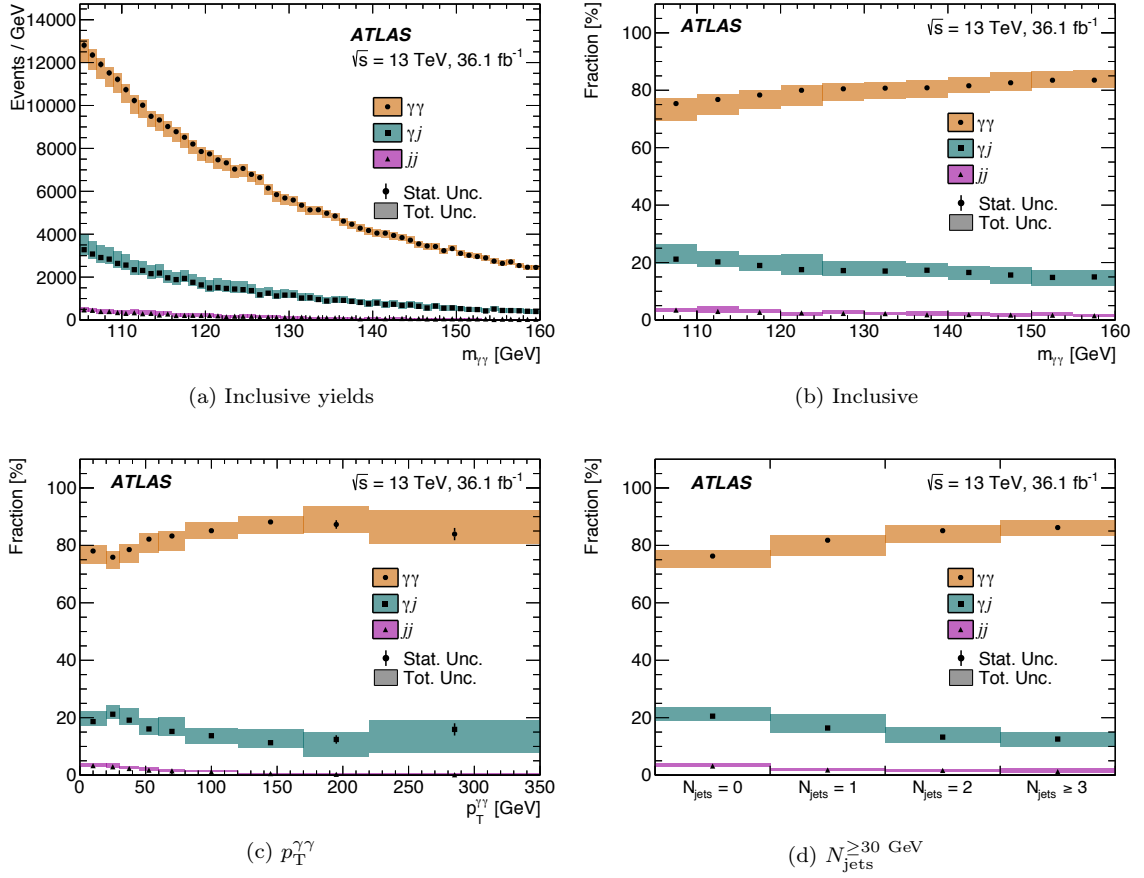 Events / GeV
14000
12000
10000
8000
6000
4000
2000
0
ATLAS
√s = 13 TeV, 36.1 fb⁻¹
γγ
γj
jj
Stat. Unc.
Tot. Unc.
110 120 130 140 150 160
m_γγ [GeV]
(a) Inclusive yields
Fraction [%]
100
80
60
40
20
0
ATLAS
√s = 13 TeV, 36.1 fb⁻¹
γγ
γj
jj
Stat. Unc.
Tot. Unc.
110 120 130 140 150 160
m_γγ [GeV]
(b) Inclusive
Fraction [%]
100
80
60
40
20
0
ATLAS
√s = 13 TeV, 36.1 fb⁻¹
γγ
γj
jj
Stat. Unc.
Tot. Unc.
0 50 100 150 200 250 300 350
p_T^γγ [GeV]
(c) p_T^γγ
Fraction [%]
100
80
60
40
20
0
ATLAS
√s = 13 TeV, 36.1 fb⁻¹
γγ
γj
jj
Stat. Unc.
Tot. Unc.
N_jets = 0 N_jets = 1 N_jets = 2 N_jets ≥ 3
(d) N_jets^≥30 GeV